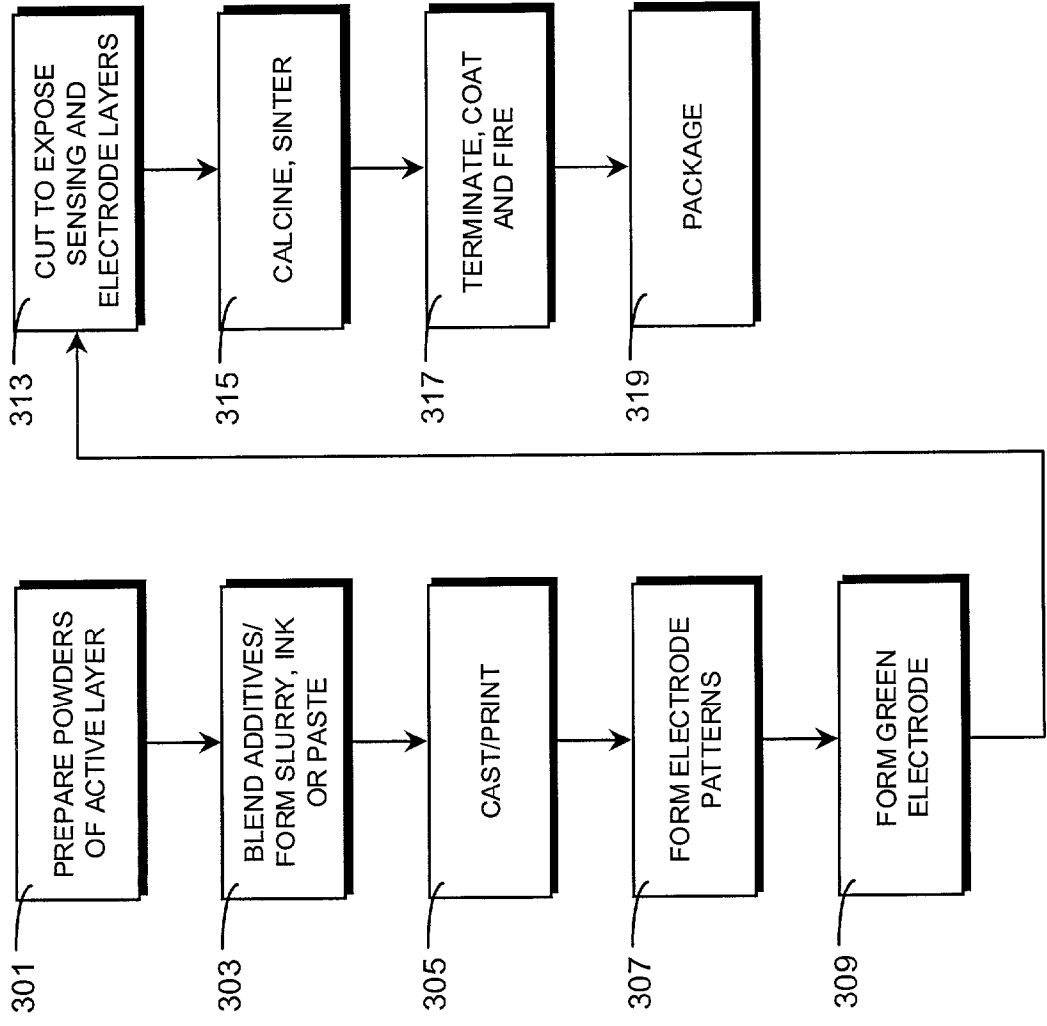 301
PREPARE POWDERS
OF ACTIVE LAYER
303
BLEND ADDITIVES/
FORM SLURRY, INK
OR PASTE
305
CAST/PRINT
307
FORM ELECTRODE
PATTERNS
309
FORM GREEN
ELECTRODE
313
CUT TO EXPOSE
SENSING AND
ELECTRODE LAYERS
315
CALCINE, SINTER
317
TERMINATE, COAT
AND FIRE
319
PACKAGE